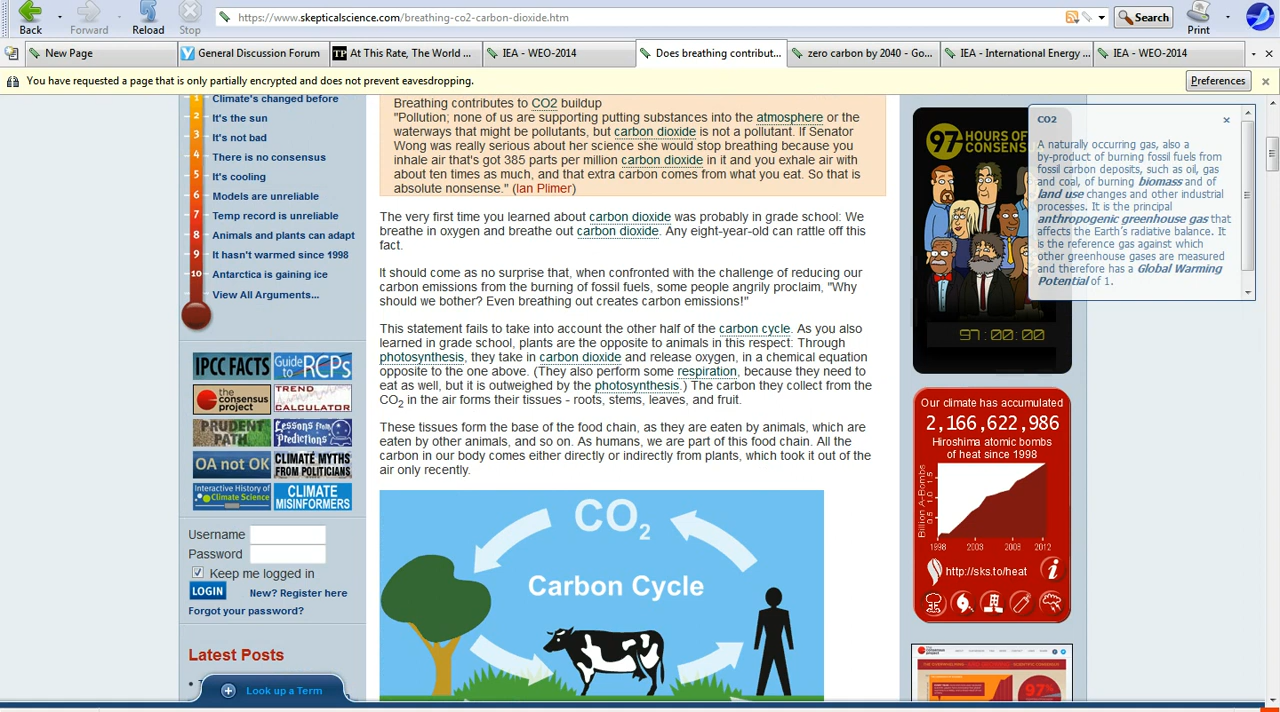 Back
Forward
Reload
Stop
https://www.skepticalscience.com/breathing-co2-carbon-dioxide.htm
Search
Print
New Page
General Discussion Forum
TP At This Rate, The World ...
IEA - WEO-2014
Does breathing contribut...
zero carbon by 2040 - Go...
IEA - International Energy ...
IEA - WEO-2014
You have requested a page that is only partially encrypted and does not prevent eavesdropping.
Preferences
1 Climate's changed before
2 It's the sun
3 It's not bad
4 There is no consensus
5 It's cooling
6 Models are unreliable
7 Temp record is unreliable
8 Animals and plants can adapt
9 It hasn't warmed since 1998
10 Antarctica is gaining ice
View All Arguments...
IPCC FACTS
Guide to RCPs
the consensus project
TREND CALCULATOR
PRUDENT PATH
Lessons from Predictions
OA not OK
CLIMATE MYTHS FROM POLITICIANS
Interactive History of Climate Science
CLIMATE MISINFORMERS
Username
Password
Keep me logged in
LOGIN
New? Register here
Forgot your password?
Latest Posts
Look up a Term
Breathing contributes to CO2 buildup
"Pollution; none of us are supporting putting substances into the atmosphere or the
waterways that might be pollutants, but carbon dioxide is not a pollutant. If Senator
Wong was really serious about her science she would stop breathing because you
inhale air that's got 385 parts per million carbon dioxide in it and you exhale air with
about ten times as much, and that extra carbon comes from what you eat. So that is
absolute nonsense." (Ian Plimer)
The very first time you learned about carbon dioxide was probably in grade school: We
breathe in oxygen and breathe out carbon dioxide. Any eight-year-old can rattle off this
fact.
It should come as no surprise that, when confronted with the challenge of reducing our
carbon emissions from the burning of fossil fuels, some people angrily proclaim, "Why
should we bother? Even breathing out creates carbon emissions!"
This statement fails to take into account the other half of the carbon cycle. As you also
learned in grade school, plants are the opposite to animals in this respect: Through
photosynthesis, they take in carbon dioxide and release oxygen, in a chemical equation
opposite to the one above. (They also perform some respiration, because they need to
eat as well, but it is outweighed by the photosynthesis.) The carbon they collect from the
CO2 in the air forms their tissues - roots, stems, leaves, and fruit.
These tissues form the base of the food chain, as they are eaten by animals, which are
eaten by other animals, and so on. As humans, we are part of this food chain. All the
carbon in our body comes either directly or indirectly from plants, which took it out of the
air only recently.
CO2
Carbon Cycle
97 HOURS OF
CONSENSUS
97:00:00
CO2
A naturally occurring gas, also a
by-product of burning fossil fuels from
fossil carbon deposits, such as oil, gas
and coal, of burning biomass and of
land use changes and other industrial
processes. It is the principal
anthropogenic greenhouse gas that
affects the Earth's radiative balance. It
is the reference gas against which
other greenhouse gases are measured
and therefore has a Global Warming
Potential of 1.
Our climate has accumulated
2,166,622,986
Hiroshima atomic bombs
of heat since 1998
Billion A-Bombs
0.5 1.0 1.5
1998 2003 2008 2012
http://sks.to/heat
i
97%